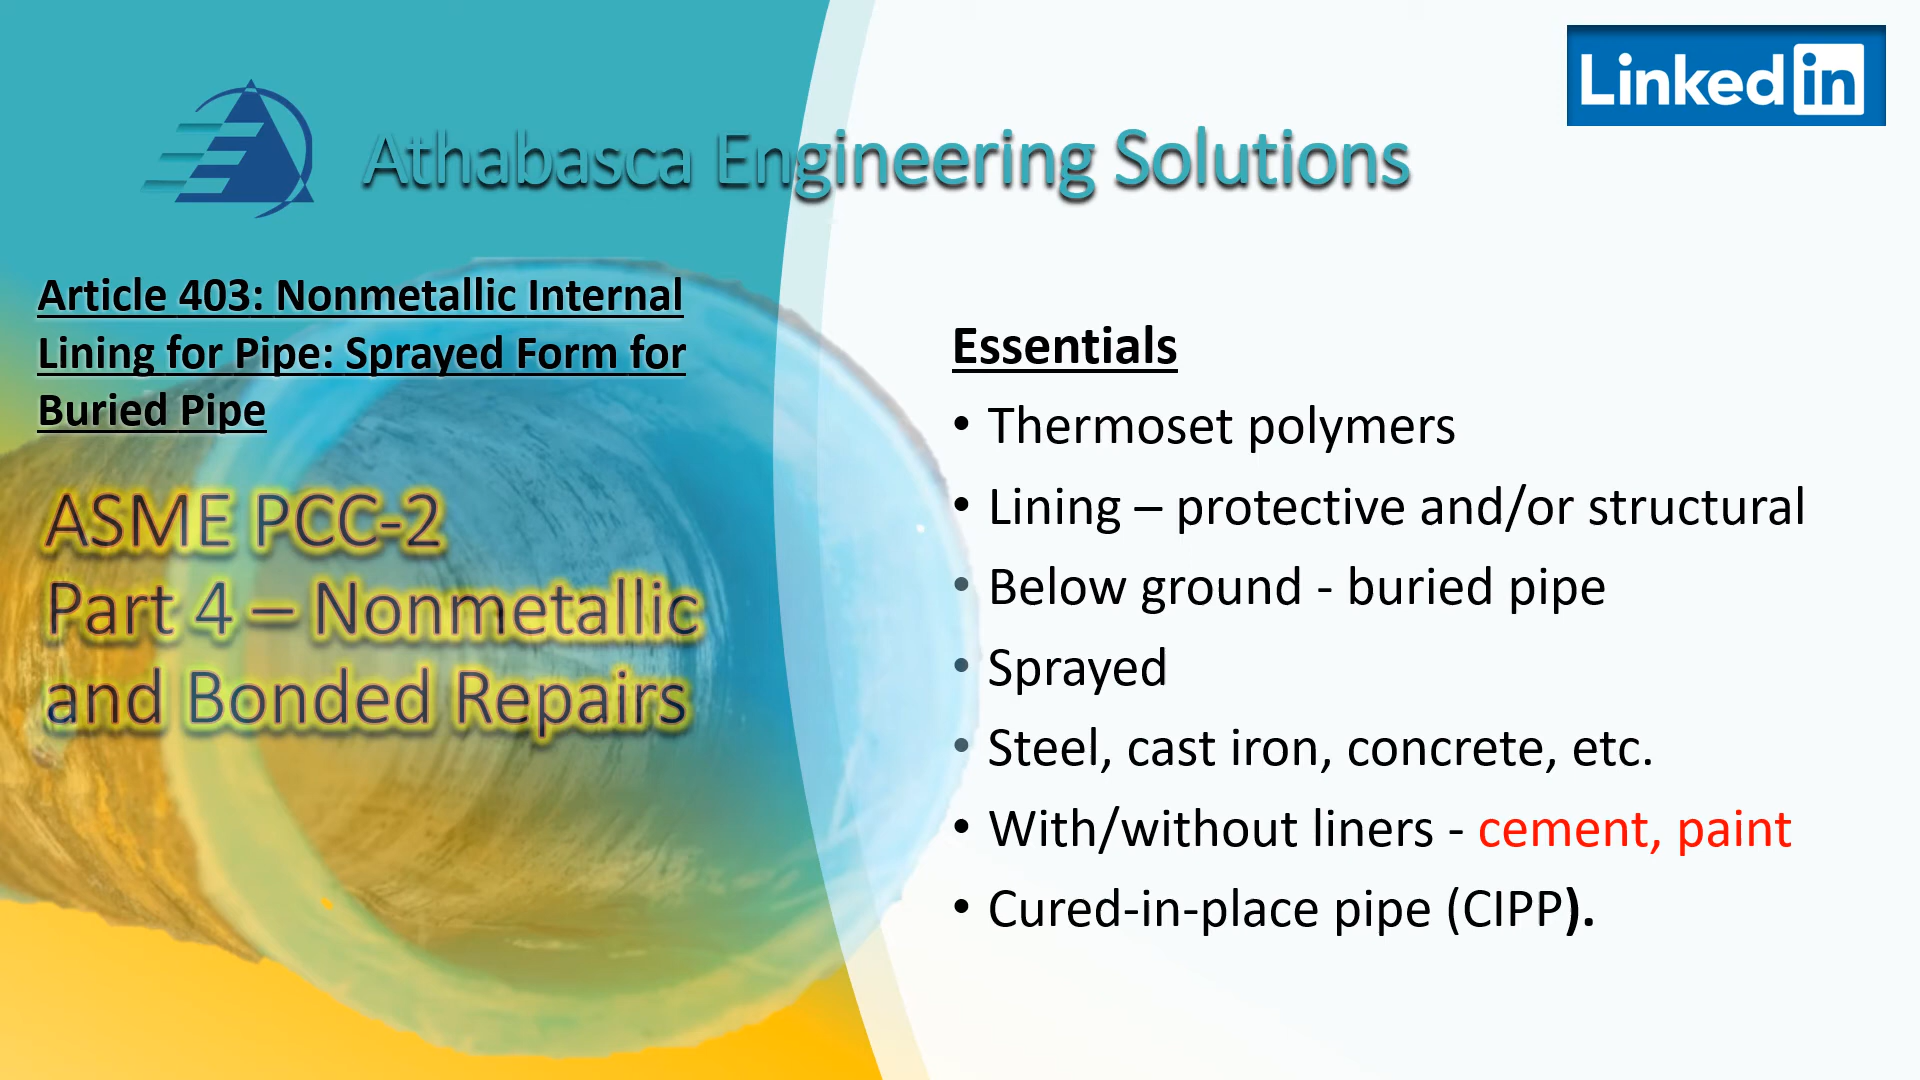 LinkedIn
Athabasca Engineering Solutions
Article 403: Nonmetallic Internal
Lining for Pipe: Sprayed Form for
Buried Pipe
ASME PCC-2
Part 4 – Nonmetallic
and Bonded Repairs
Essentials
• Thermoset polymers
• Lining – protective and/or structural
• Below ground - buried pipe
• Sprayed
• Steel, cast iron, concrete, etc.
• With/without liners - cement, paint
• Cured-in-place pipe (CIPP).